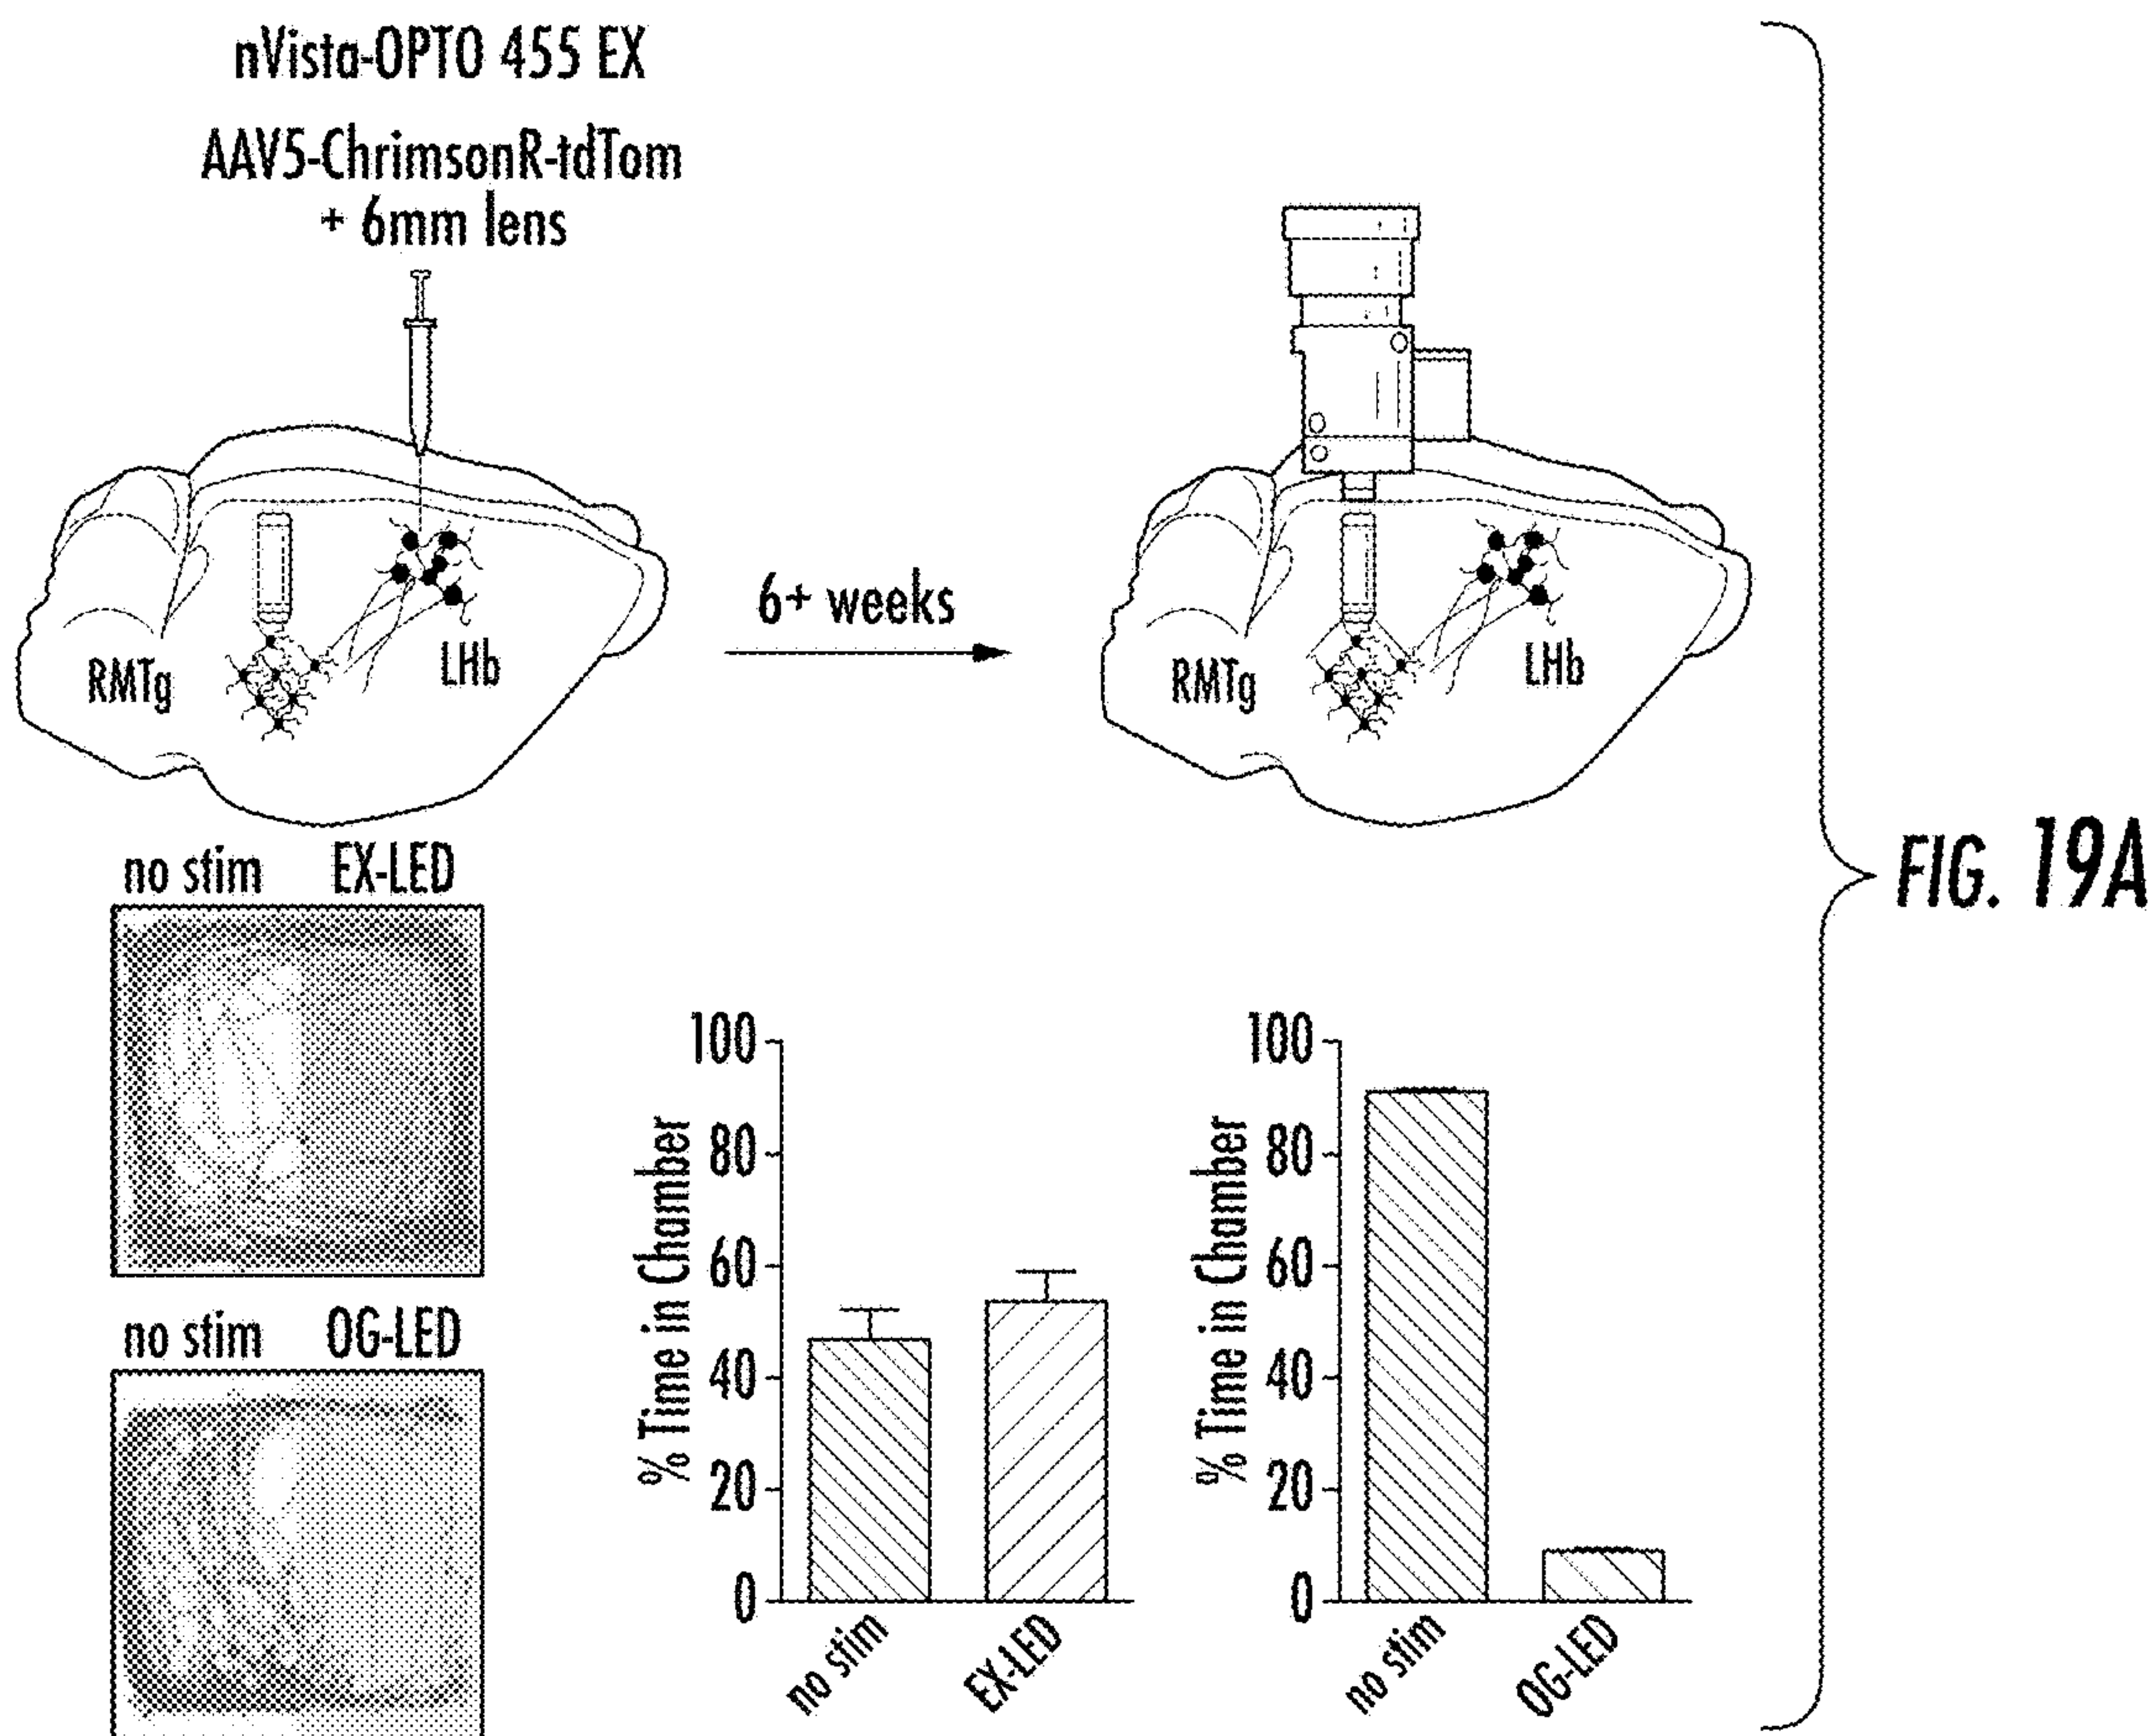 nVista-OPTO 455 EX
AAV5-ChrimsonR-tdTom
+ 6mm lens
RMTg
LHb
6+ weeks
RMTg
LHb
FIG. 19A
no stim EX-LED
no stim OG-LED
% Time in Chamber
100
80
60
40
20
0
no stim
EX-LED
% Time in Chamber
100
80
60
40
20
0
no stim
OG-LED